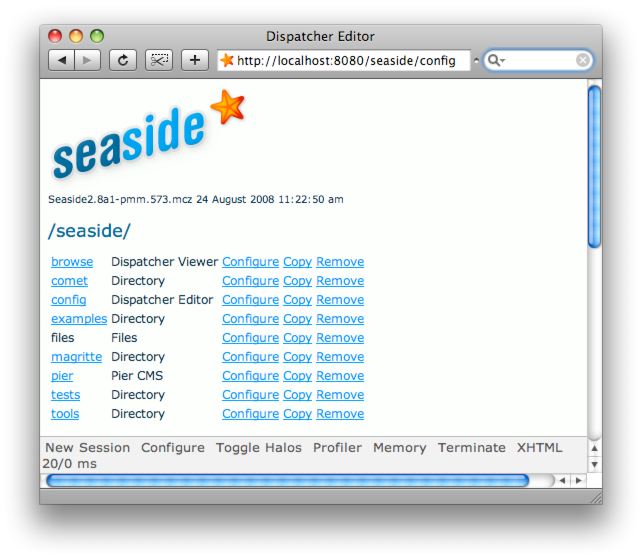 Dispatcher Editor
http://localhost:8080/seaside/config
seaside
Seaside2.8a1-pmm.573.mcz 24 August 2008 11:22:50 am
/seaside/
browse Dispatcher Viewer Configure Copy Remove
comet Directory Configure Copy Remove
config Dispatcher Editor Configure Copy Remove
examples Directory Configure Copy Remove
files Files Configure Copy Remove
magritte Directory Configure Copy Remove
pier Pier CMS Configure Copy Remove
tests Directory Configure Copy Remove
tools Directory Configure Copy Remove
New Session Configure Toggle Halos Profiler Memory Terminate XHTML
20/0 ms